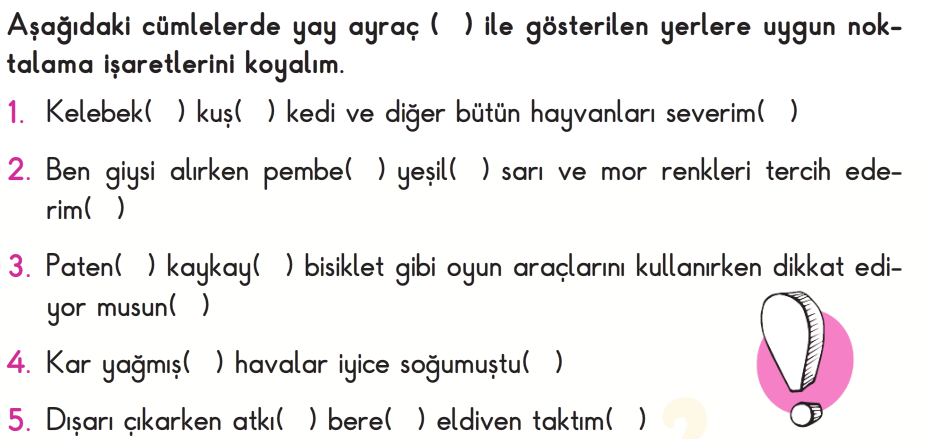 Aşağıdaki cümlelerde yay ayraç (  ) ile gösterilen yerlere uygun nok-
talama işaretlerini koyalım.
1. Kelebek(  ) kuş(  ) kedi ve diğer bütün hayvanları severim(  )
2. Ben giysi alırken pembe(  ) yeşil(  ) sarı ve mor renkleri tercih ede-
rim(  )
3. Paten(  ) kaykay(  ) bisiklet gibi oyun araçlarını kullanırken dikkat edi-
yor musun(  )
4. Kar yağmış(  ) havalar iyice soğumuştu(  )
5. Dışarı çıkarken atkı(  ) bere(  ) eldiven taktım(  )